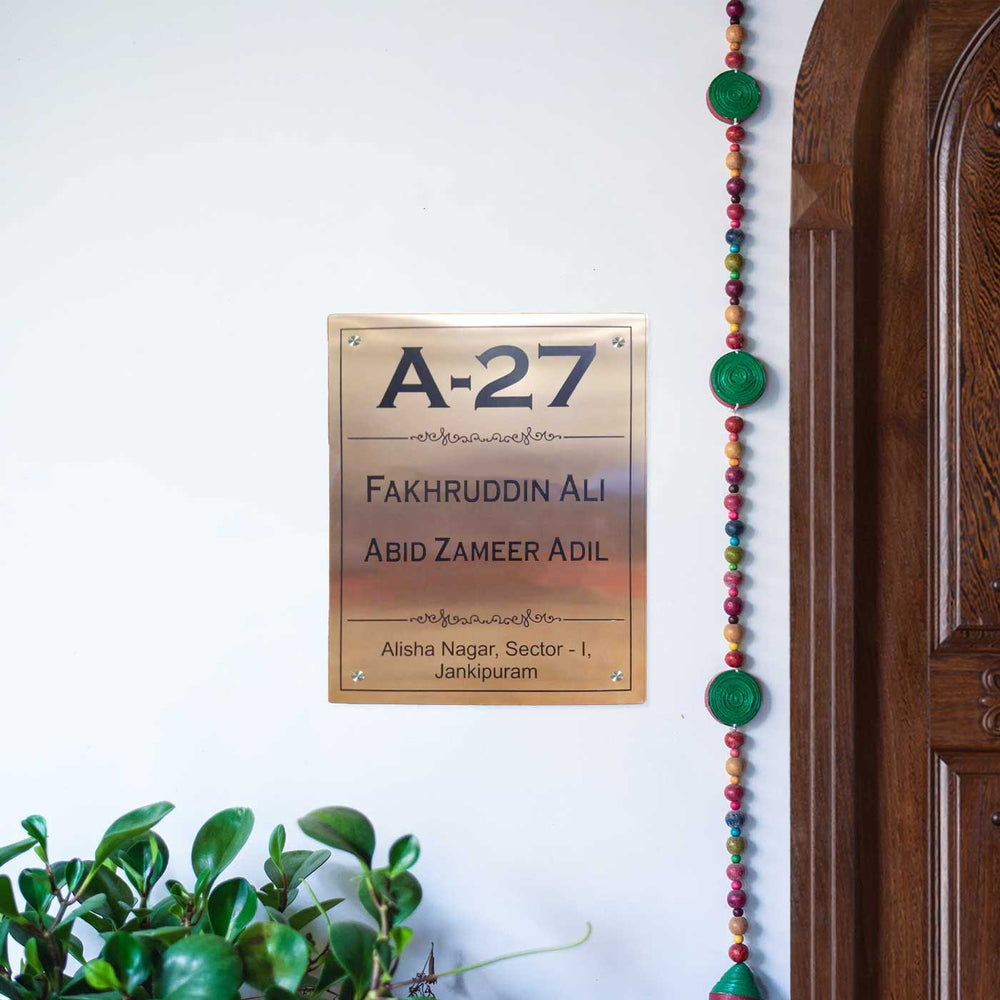 A-27
FAKHRUDDIN ALI
ABID ZAMEER ADIL
Alisha Nagar, Sector - I,
Jankipuram